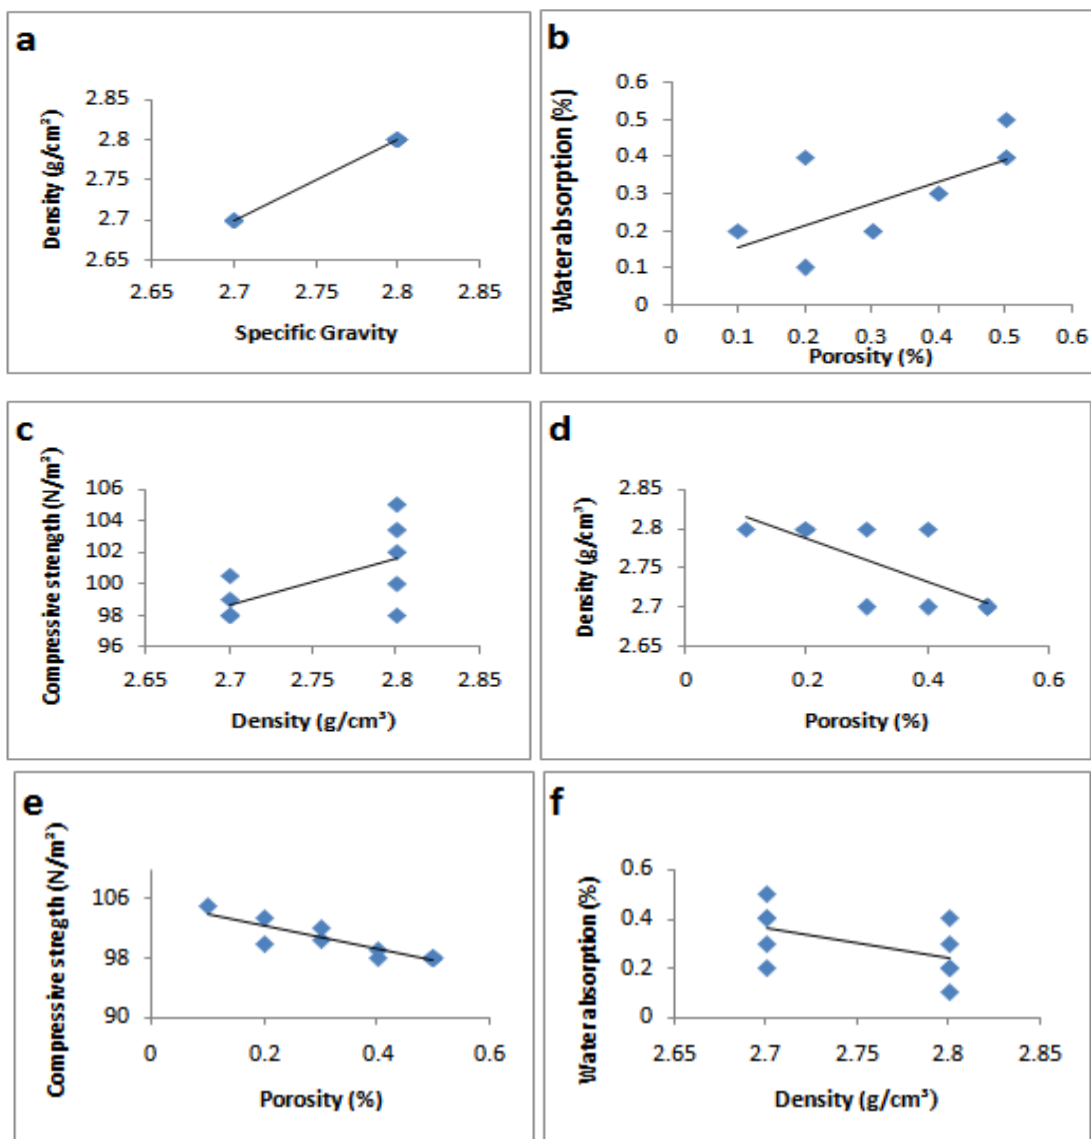 a
Density (g/cm²)
2.85
2.8
2.75
2.7
2.65
2.65 2.7 2.75 2.8 2.85
Specific Gravity
b
Water absorption (%)
0.6
0.5
0.4
0.3
0.2
0.1
0
0 0.1 0.2 0.3 0.4 0.5 0.6
Porosity (%)
c
Compressive strength (N/m²)
106
104
102
100
98
96
2.65 2.7 2.75 2.8 2.85
Density (g/cm³)
d
Density (g/cm³)
2.85
2.8
2.75
2.7
2.65
0 0.2 0.4 0.6
Porosity (%)
e
Compressive stregth (N/m²)
106
98
90
0 0.2 0.4 0.6
Porosity (%)
f
Water absorption (%)
0.6
0.4
0.2
0
2.65 2.7 2.75 2.8 2.85
Density (g/cm³)